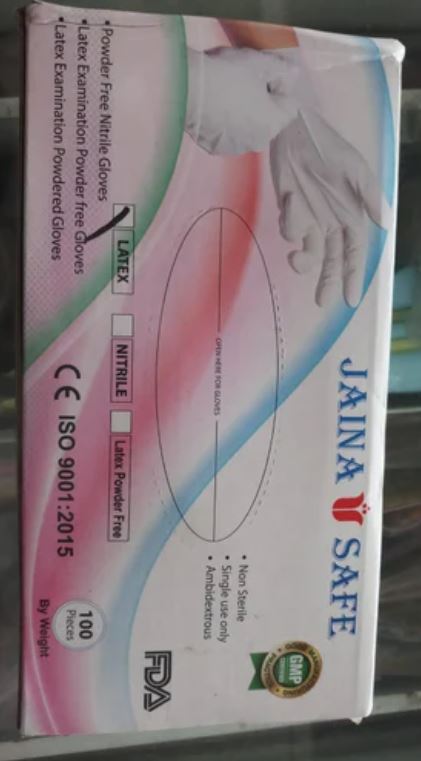 JAINA SAFE
GMP
CERTIFIED
• Non Sterile
• Single use only
• Ambidextrous
OPEN HERE FOR GLOVES
FDA
LATEX
NITRILE
Latex Powder Free
100
Pieces
By Weight
• Powder Free Nitrile Gloves
• Latex Examination Powder free Gloves
• Latex Examination Powdered Gloves
CE ISO 9001:2015